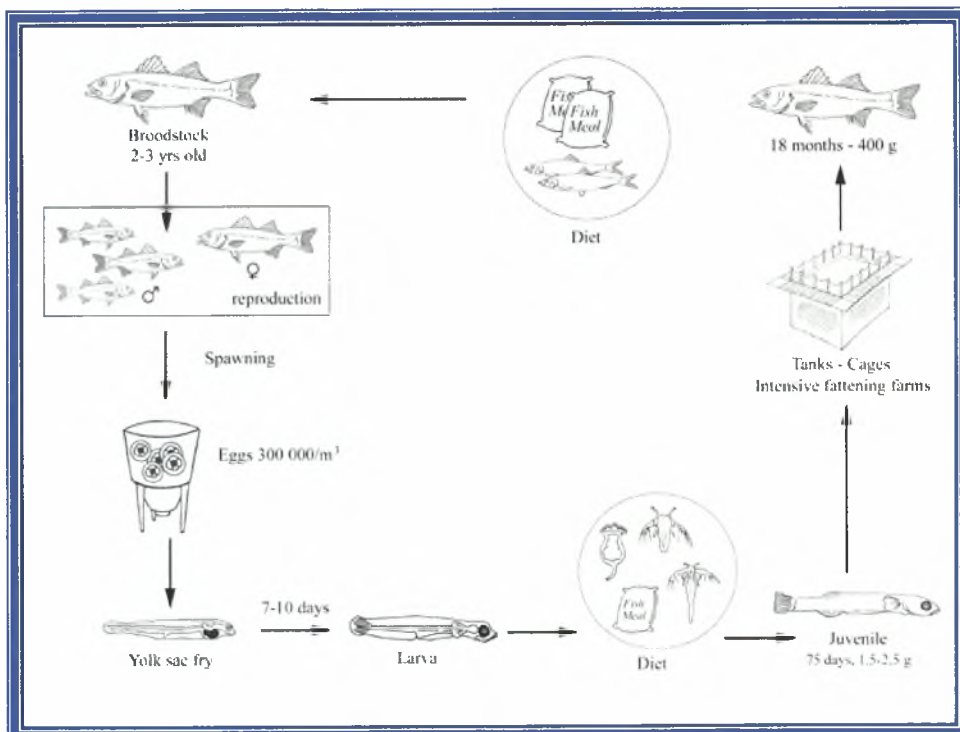 Broodstock
2-3 yrs old
Fish
Meal
Diet
18 months - 400 g
♂
♀
reproduction
Spawning
Eggs 300 000/m³
Tanks - Cages
Intensive fattening farms
Yolk sac fry
7-10 days
Larva
Fish
Meal
Diet
Juvenile
75 days, 1.5-2.5 g